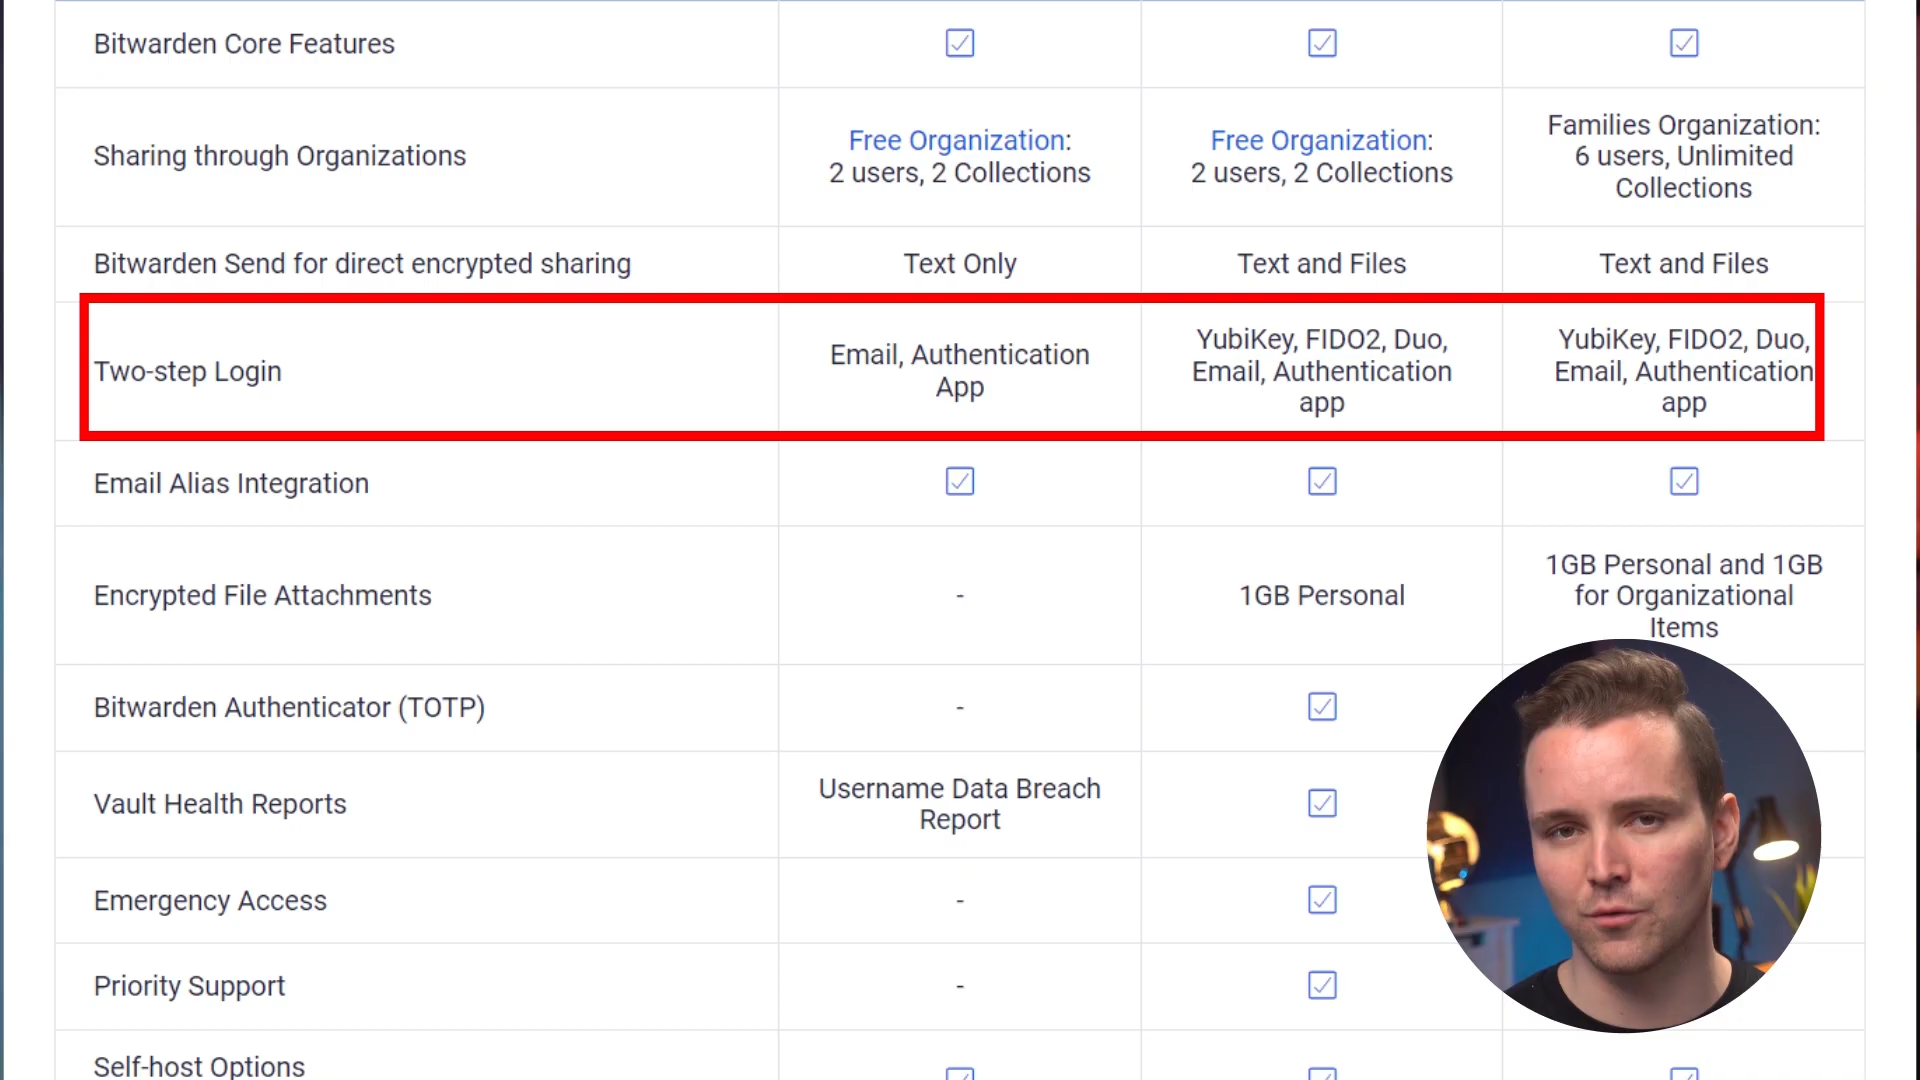 Bitwarden Core Features
Sharing through Organizations
Free Organization:
2 users, 2 Collections
Free Organization:
2 users, 2 Collections
Families Organization:
6 users, Unlimited
Collections
Bitwarden Send for direct encrypted sharing
Text Only
Text and Files
Text and Files
Two-step Login
Email, Authentication
App
YubiKey, FIDO2, Duo,
Email, Authentication
app
YubiKey, FIDO2, Duo,
Email, Authentication
app
Email Alias Integration
Encrypted File Attachments
-
1GB Personal
1GB Personal and 1GB
for Organizational
Items
Bitwarden Authenticator (TOTP)
-
Vault Health Reports
Username Data Breach
Report
Emergency Access
-
Priority Support
-
Self-host Options